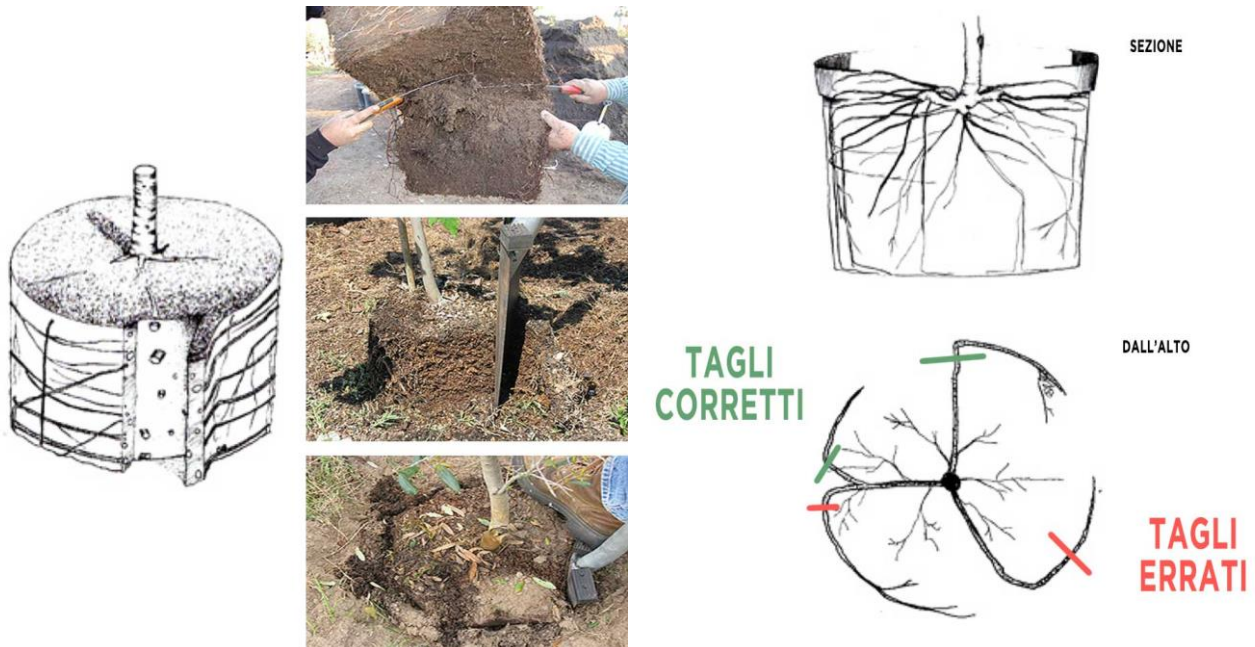 SEZIONE
DALL'ALTO
TAGLI
CORRETTI
TAGLI
ERRATI